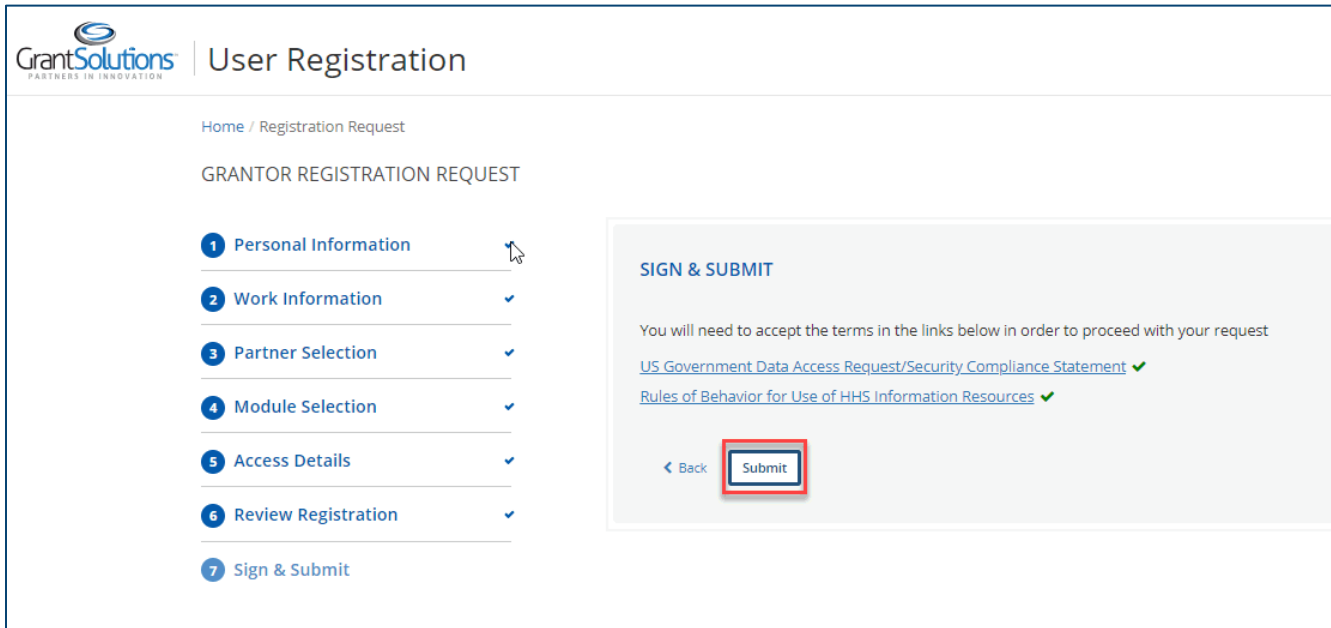 GrantSolutions
PARTNERS IN INNOVATION
User Registration
Home / Registration Request
GRANTOR REGISTRATION REQUEST
1 Personal Information
2 Work Information
3 Partner Selection
4 Module Selection
5 Access Details
6 Review Registration
7 Sign & Submit
SIGN & SUBMIT
You will need to accept the terms in the links below in order to proceed with your request
US Government Data Access Request/Security Compliance Statement
Rules of Behavior for Use of HHS Information Resources
Back
Submit